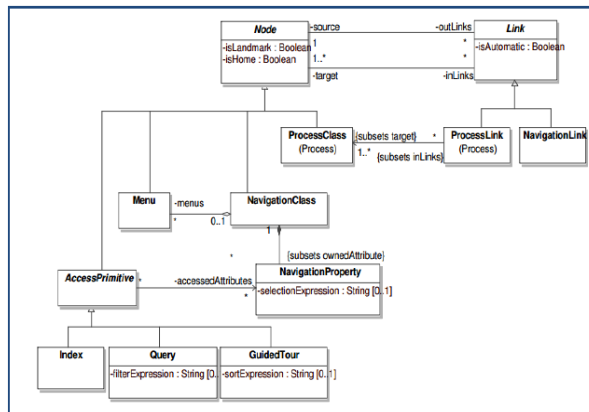 Node
-isLandmark : Boolean
-isHome : Boolean
-source
1
1..*
-target
-outLinks
*
*
-inLinks
Link
-isAutomatic : Boolean
ProcessClass
(Process)
{subsets target}
*
1..*
{subsets inLinks}
ProcessLink
(Process)
NavigationLink
Menu
-menus
*
0..1
NavigationClass
1
*
{subsets ownedAttribute}
AccessPrimitive
*
-accessedAttributes
*
NavigationProperty
-selectionExpression : String [0..1]
Index
Query
-filterExpression : String [0..1]
GuidedTour
-sortExpression : String [0..1]